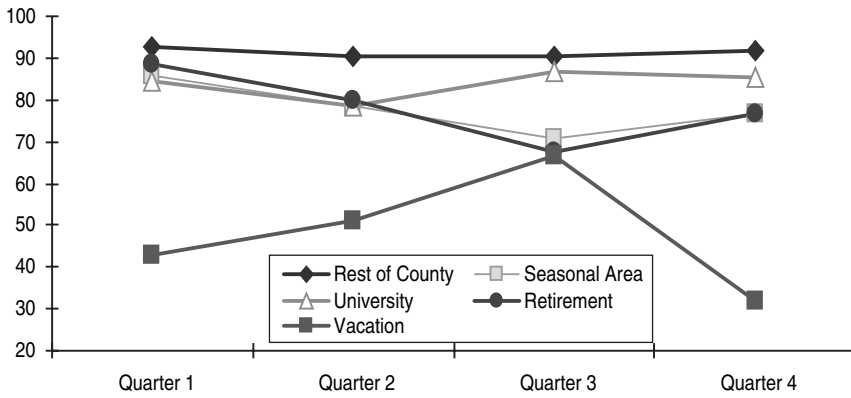 100
90
80
70
60
50
40
30
20
Rest of County Seasonal Area
University Retirement
Vacation
Quarter 1 Quarter 2 Quarter 3 Quarter 4